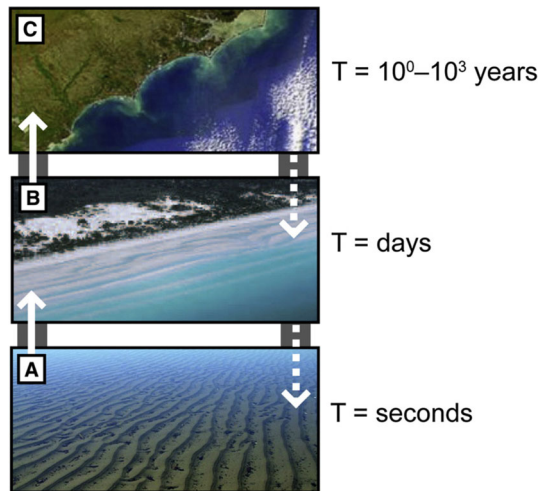 C
T = 10⁰–10³ years
B
T = days
A
T = seconds